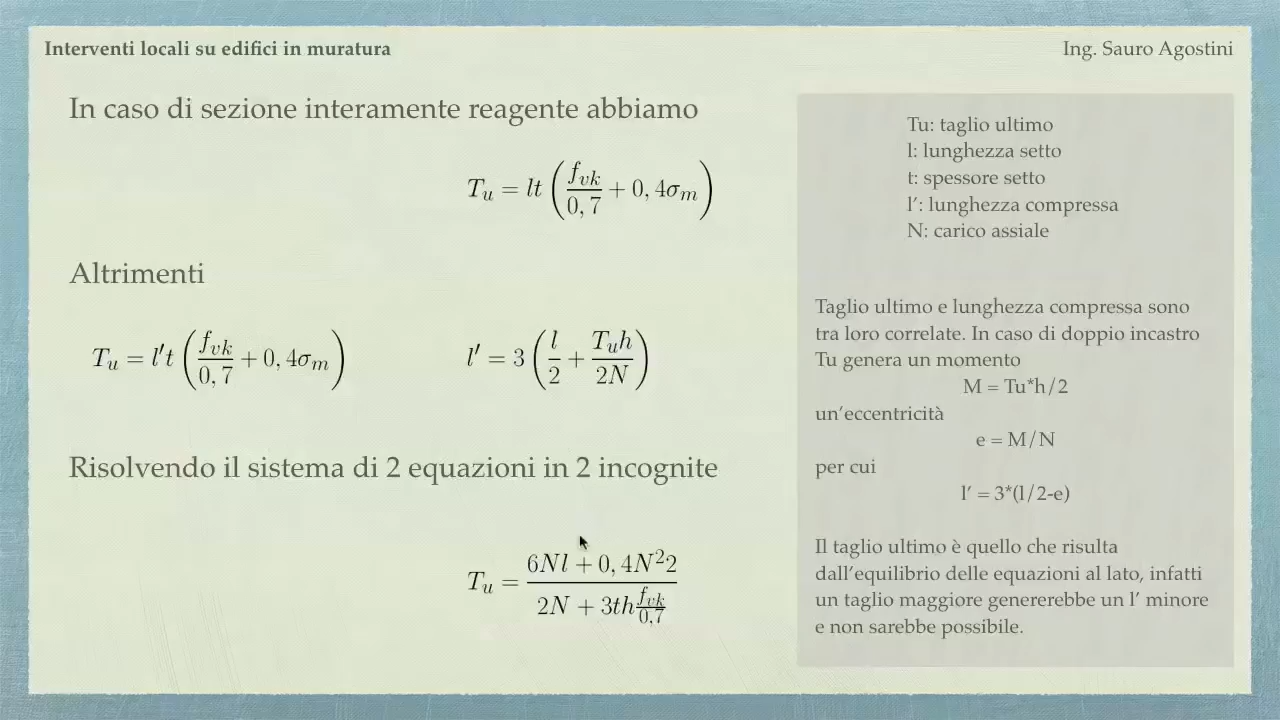 Interventi locali su edifici in muratura
Ing. Sauro Agostini
In caso di sezione interamente reagente abbiamo
T_u = lt (f_vk/0,7 + 0,4σ_m)
Altrimenti
T_u = l't (f_vk/0,7 + 0,4σ_m)
l' = 3 (l/2 + T_u h/2N)
Risolvendo il sistema di 2 equazioni in 2 incognite
T_u = (6Nl + 0,4N²2)/(2N + 3th f_vk/0,7)
Tu: taglio ultimo
l: lunghezza setto
t: spessore setto
l': lunghezza compressa
N: carico assiale
Taglio ultimo e lunghezza compressa sono
tra loro correlate. In caso di doppio incastro
Tu genera un momento
M = Tu*h/2
un'eccentricità
e = M/N
per cui
l' = 3*(l/2-e)
Il taglio ultimo è quello che risulta
dall'equilibrio delle equazioni al lato, infatti
un taglio maggiore genererebbe un l' minore
e non sarebbe possibile.